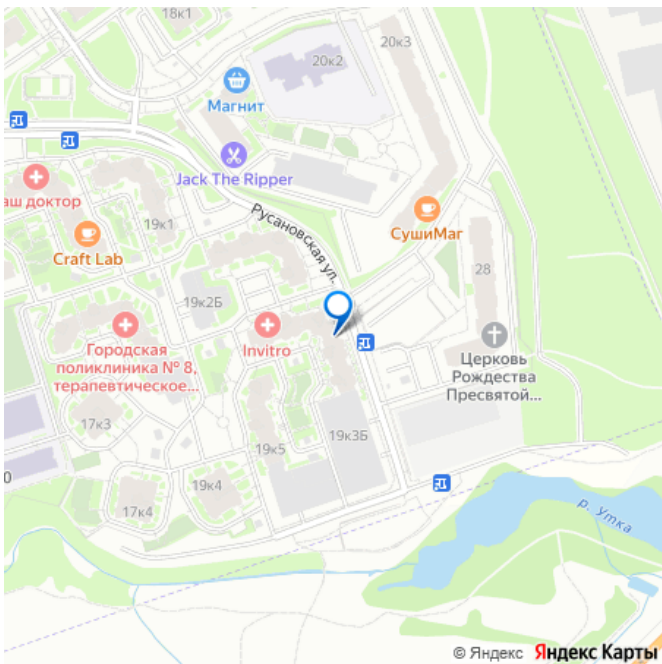 18к1
20к3
20к2
Магнит
Jack The Ripper
аш доктор
Русановская ул.
СушиМаг
19к1
Craft Lab
28
19к2Б
Invitro
Городская
поликлиника № 8,
терапевтическое...
Церковь
Рождества
Пресвятой...
17к3
19к3Б
19к5
0
19к4
17к4
р. Утка
© Яндекс Яндекс Карты